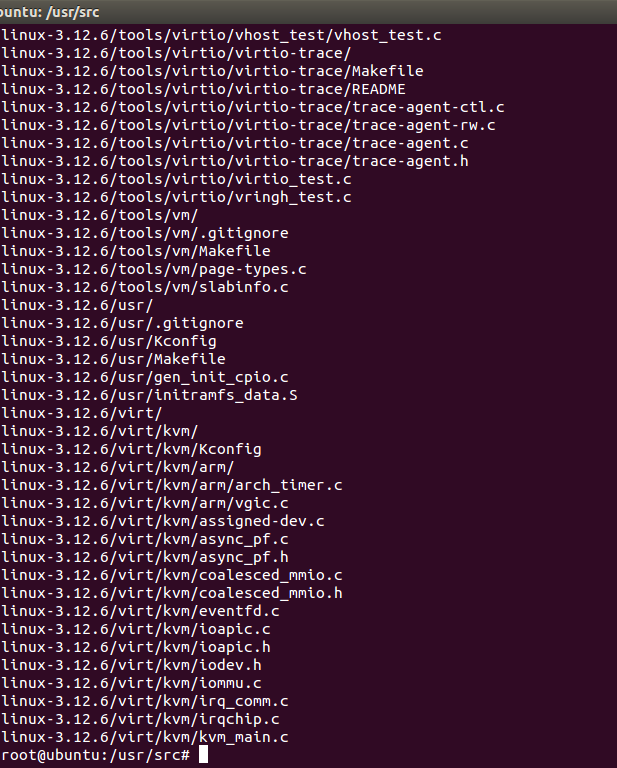 buntu: /usr/src
linux-3.12.6/tools/virtio/vhost_test/vhost_test.c
linux-3.12.6/tools/virtio/virtio-trace/
linux-3.12.6/tools/virtio/virtio-trace/Makefile
linux-3.12.6/tools/virtio/virtio-trace/README
linux-3.12.6/tools/virtio/virtio-trace/trace-agent-ctl.c
linux-3.12.6/tools/virtio/virtio-trace/trace-agent-rw.c
linux-3.12.6/tools/virtio/virtio-trace/trace-agent.c
linux-3.12.6/tools/virtio/virtio-trace/trace-agent.h
linux-3.12.6/tools/virtio/virtio_test.c
linux-3.12.6/tools/virtio/vringh_test.c
linux-3.12.6/tools/vm/
linux-3.12.6/tools/vm/.gitignore
linux-3.12.6/tools/vm/Makefile
linux-3.12.6/tools/vm/page-types.c
linux-3.12.6/tools/vm/slabinfo.c
linux-3.12.6/usr/
linux-3.12.6/usr/.gitignore
linux-3.12.6/usr/Kconfig
linux-3.12.6/usr/Makefile
linux-3.12.6/usr/gen_init_cpio.c
linux-3.12.6/usr/initramfs_data.S
linux-3.12.6/virt/
linux-3.12.6/virt/kvm/
linux-3.12.6/virt/kvm/Kconfig
linux-3.12.6/virt/kvm/arm/
linux-3.12.6/virt/kvm/arm/arch_timer.c
linux-3.12.6/virt/kvm/arm/vgic.c
linux-3.12.6/virt/kvm/assigned-dev.c
linux-3.12.6/virt/kvm/async_pf.c
linux-3.12.6/virt/kvm/async_pf.h
linux-3.12.6/virt/kvm/coalesced_mmio.c
linux-3.12.6/virt/kvm/coalesced_mmio.h
linux-3.12.6/virt/kvm/eventfd.c
linux-3.12.6/virt/kvm/ioapic.c
linux-3.12.6/virt/kvm/ioapic.h
linux-3.12.6/virt/kvm/iodev.h
linux-3.12.6/virt/kvm/iommu.c
linux-3.12.6/virt/kvm/irq_comm.c
linux-3.12.6/virt/kvm/irqchip.c
linux-3.12.6/virt/kvm/kvm_main.c
root@ubuntu:/usr/src#